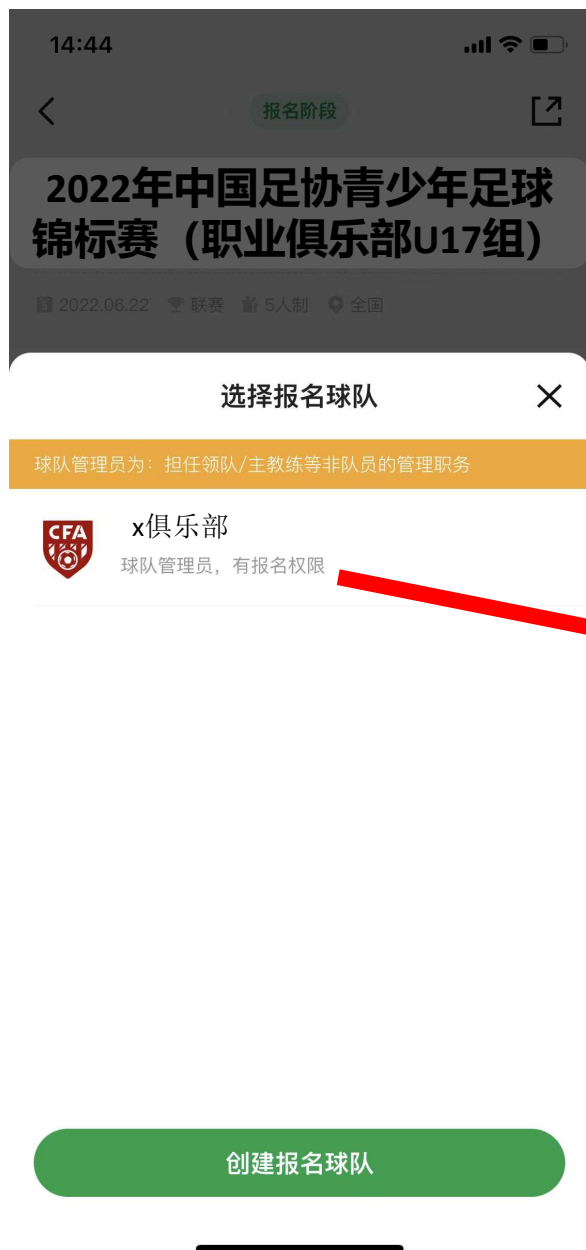 14:44
报名阶段
2022年中国足协青少年足球
锦标赛（职业俱乐部U17组）
2022.06.22 联赛 5人制 全国
选择报名球队
球队管理员为：担任领队/主教练等非队员的管理职务
CFA
x俱乐部
球队管理员，有报名权限
创建报名球队